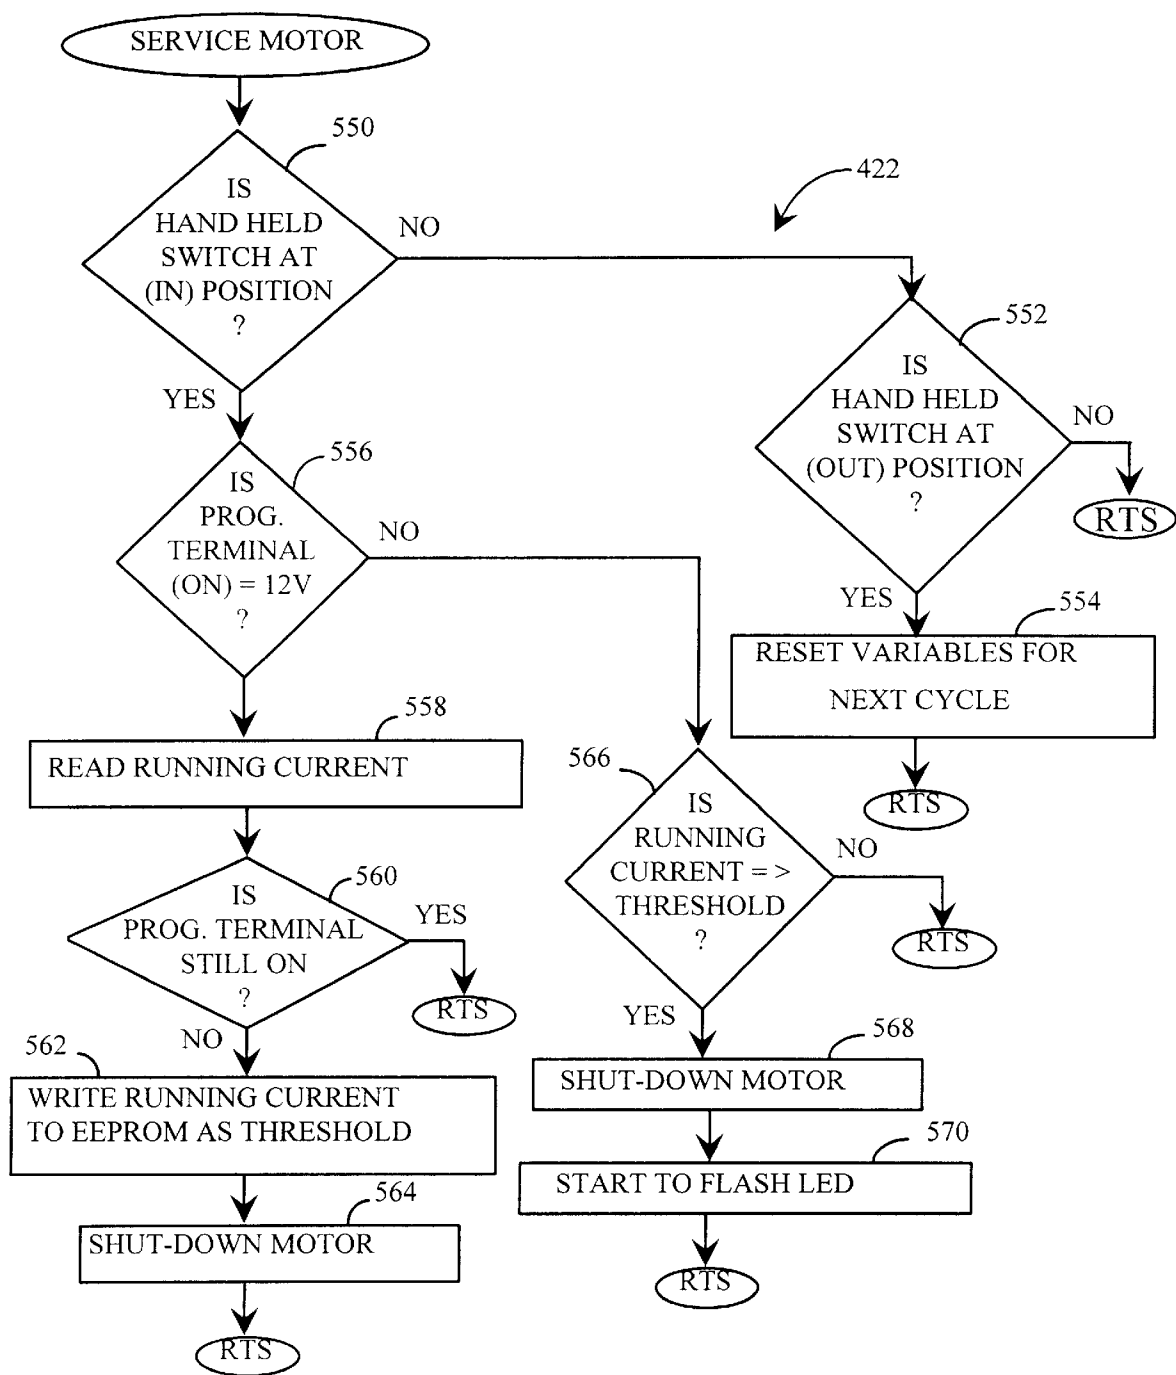 SERVICE MOTOR
550
IS
HAND HELD
SWITCH AT
(IN) POSITION
?
NO
YES
422
552
IS
HAND HELD
SWITCH AT
(OUT) POSITION
?
NO
RTS
YES
554
RESET VARIABLES FOR
NEXT CYCLE
RTS
556
IS
PROG.
TERMINAL
(ON) = 12V
?
NO
558
READ RUNNING CURRENT
560
IS
PROG. TERMINAL
STILL ON
?
YES
RTS
NO
562
WRITE RUNNING CURRENT
TO EEPROM AS THRESHOLD
564
SHUT-DOWN MOTOR
RTS
566
IS
RUNNING
CURRENT = >
THRESHOLD
?
NO
RTS
YES
568
SHUT-DOWN MOTOR
570
START TO FLASH LED
RTS